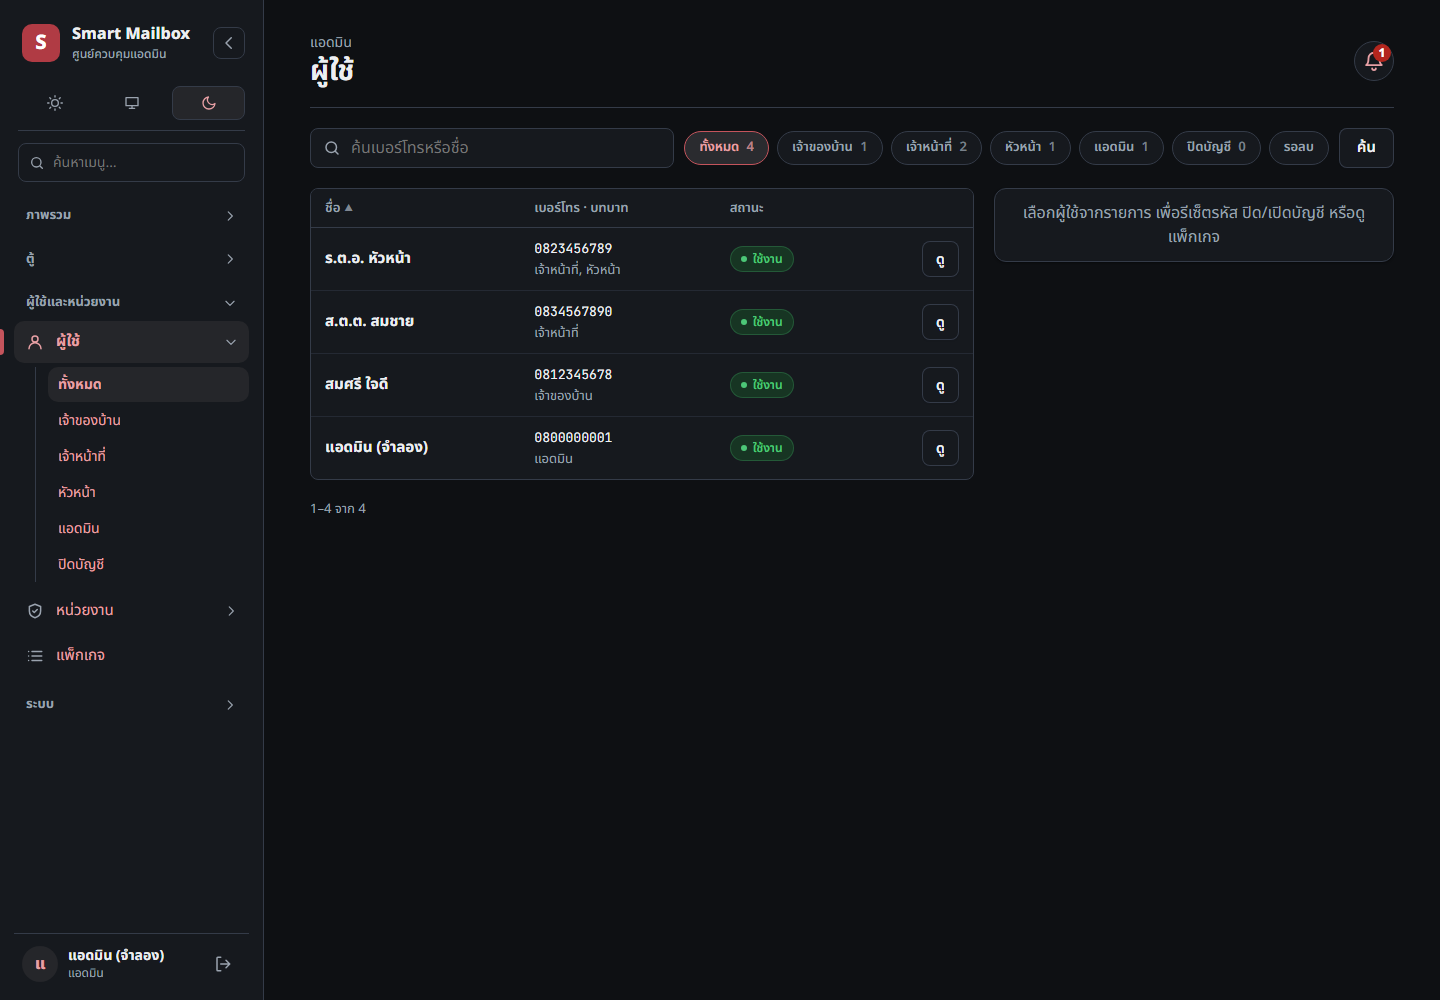 S
Smart Mailbox
ศูนย์ควบคุมแอดมิน
ค้นหาเมนู...
ภาพรวม
ตู้
ผู้ใช้และหน่วยงาน
ผู้ใช้
ทั้งหมด
เจ้าของบ้าน
เจ้าหน้าที่
หัวหน้า
แอดมิน
ปิดบัญชี
หน่วยงาน
แพ็กเกจ
ระบบ
แ
แอดมิน (จำลอง)
แอดมิน
แอดมิน
ผู้ใช้
1
ค้นเบอร์โทรหรือชื่อ
ทั้งหมด 4
เจ้าของบ้าน 1
เจ้าหน้าที่ 2
หัวหน้า 1
แอดมิน 1
ปิดบัญชี 0
รอลบ
ค้น
ชื่อ ▲ เบอร์โทร · บทบาท สถานะ
ร.ต.อ. หัวหน้า 0823456789 ใช้งาน ดู
เจ้าหน้าที่, หัวหน้า
ส.ต.ต. สมชาย 0834567890 ใช้งาน ดู
เจ้าหน้าที่
สมศรี ใจดี 0812345678 ใช้งาน ดู
เจ้าของบ้าน
แอดมิน (จำลอง) 0800000001 ใช้งาน ดู
แอดมิน
1–4 จาก 4
เลือกผู้ใช้จากรายการ เพื่อรีเซ็ตรหัส ปิด/เปิดบัญชี หรือดู
แพ็กเกจ